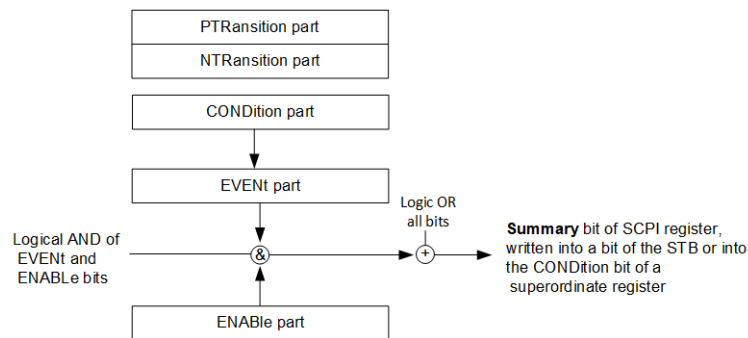 PTRansition part
NTRansition part
CONDition part
EVENt part
Logic OR
all bits
Logical AND of
EVENt and
ENABLe bits
&
+
Summary bit of SCPI register,
written into a bit of the STB or into
the CONDition bit of a
superordinate register
ENABle part